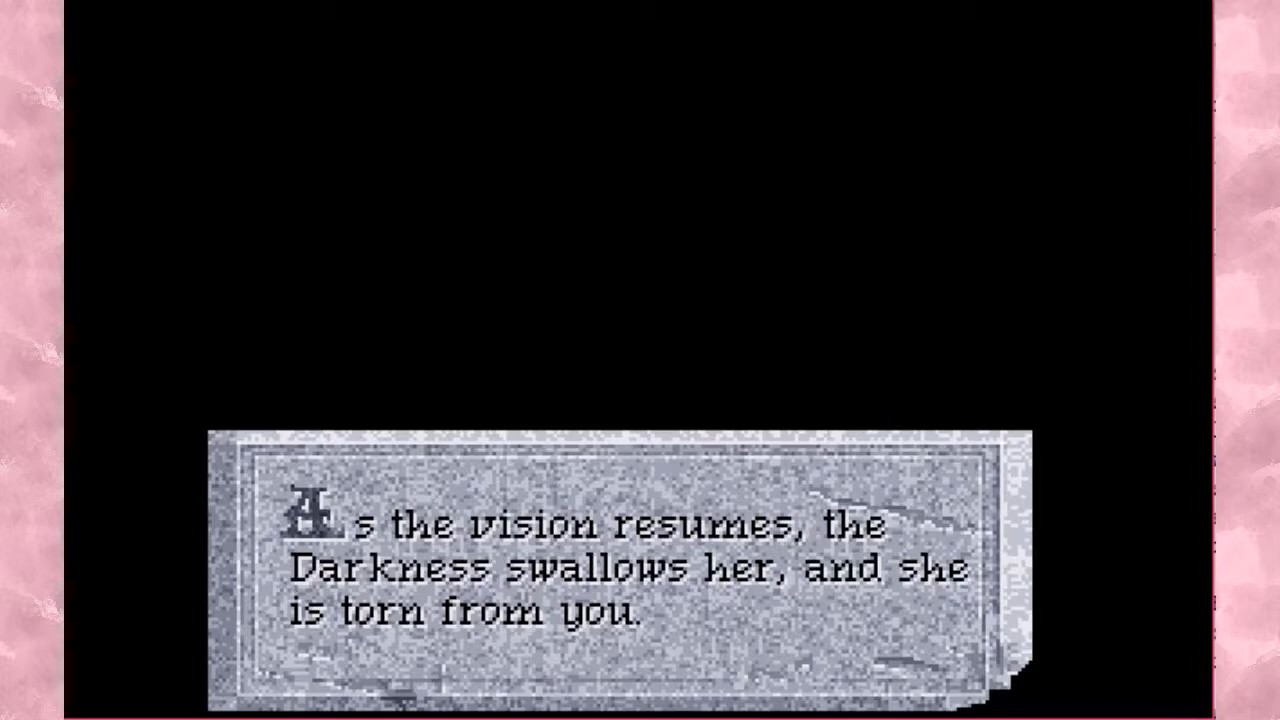 As the vision resumes, the
Darkness swallows her, and she
is torn from you.